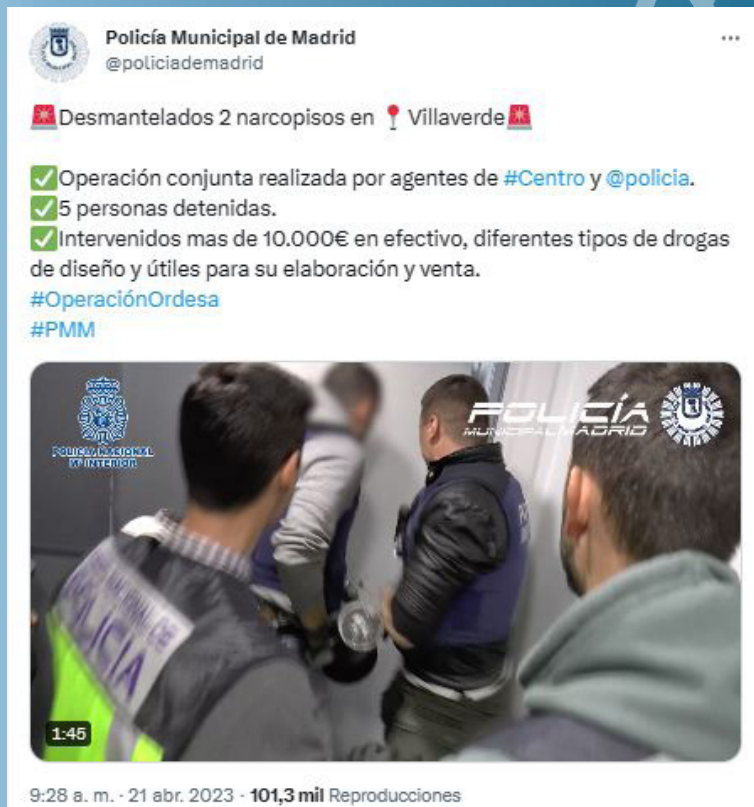 Policía Municipal de Madrid
@policiademadrid
🚨Desmantelados 2 narcopisos en 📍 Villaverde🚨
✅Operación conjunta realizada por agentes de #Centro y @policia.
✅5 personas detenidas.
✅Intervenidos mas de 10.000€ en efectivo, diferentes tipos de drogas
de diseño y útiles para su elaboración y venta.
#OperaciónOrdesa
#PMM
POLICÍA
MUNICIPAL MADRID
POLICIA NACIONAL
Mº INTERIOR
POLICIA
1:45
9:28 a. m. · 21 abr. 2023 · 101,3 mil Reproducciones